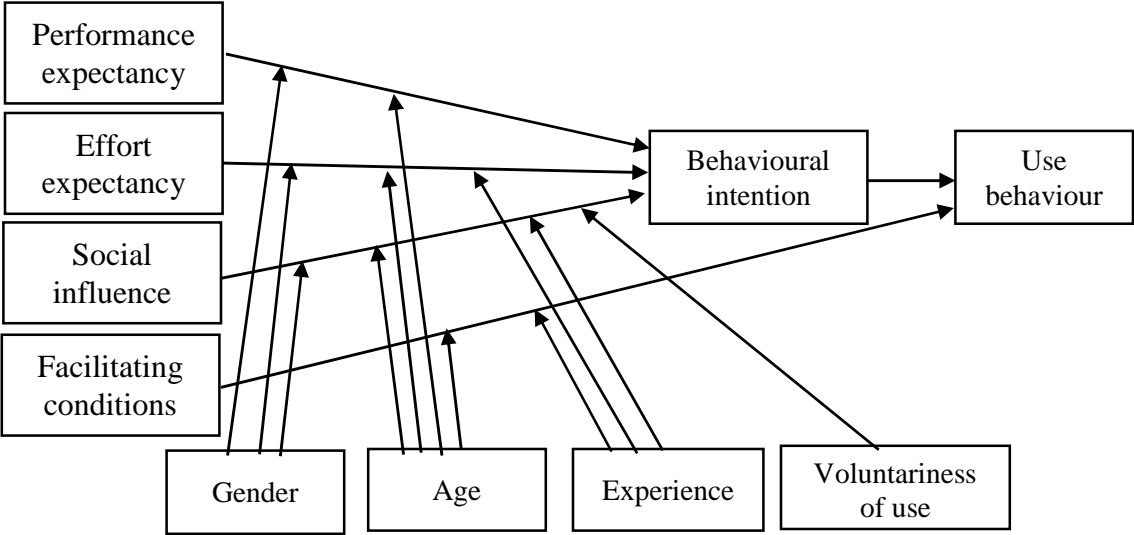 Performance
expectancy
Effort
expectancy
Social
influence
Facilitating
conditions
Behavioural
intention
Use
behaviour
Gender
Age
Experience
Voluntariness
of use